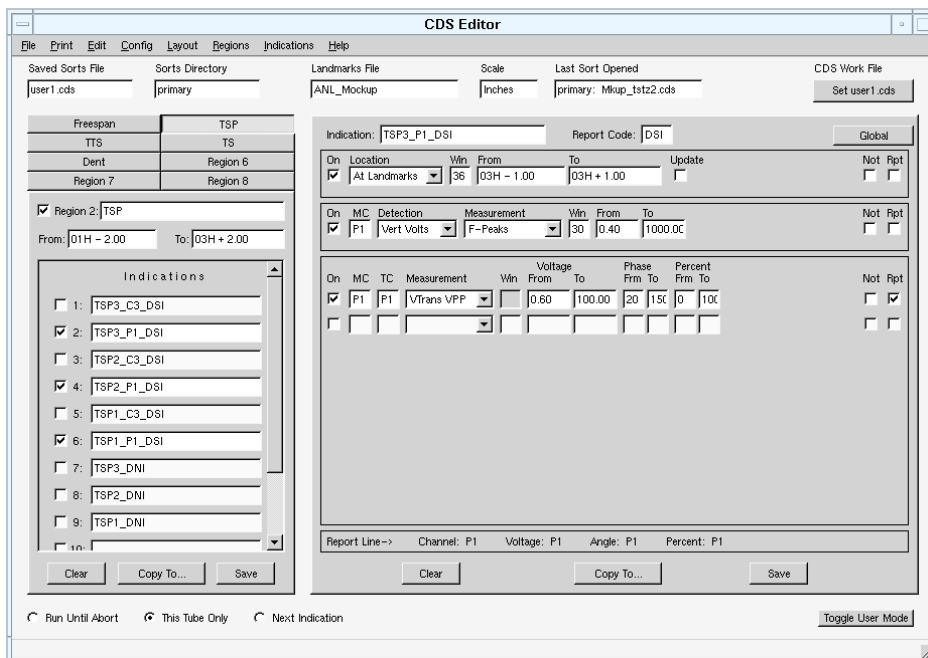 CDS Editor
File Print Edit Config Layout Regions Indications Help
Saved Sorts File Sorts Directory Landmarks File Scale Last Sort Opened CDS Work File
user1.cds primary ANL_Mockup Inches primary: Mkup_tstz2.cds Set user1.cds
Freespan TSP
TTS TS
Dent Region 6
Region 7 Region 8
Region 2: TSP
From: 01H - 2.00 To: 03H + 2.00
Indications
1: TSP3_C3_DSI
2: TSP3_P1_DSI
3: TSP2_C3_DSI
4: TSP2_P1_DSI
5: TSP1_C3_DSI
6: TSP1_P1_DSI
7: TSP3_DNI
8: TSP2_DNI
9: TSP1_DNI
10:
Clear Copy To... Save
Indication: TSP3_P1_DSI Report Code: DSI Global
On Location Win From To Update Not Rpt
At Landmarks 36 03H - 1.00 03H + 1.00
On MC Detection Measurement Win From To Not Rpt
P1 Vert Volts F-Peaks 30 0.40 1000.00
Voltage Phase Percent
On MC TC Measurement Win From To Frm To Frm To Not Rpt
P1 P1 VTrans VPP 0.60 100.00 20 150 0 100
Report Line-> Channel: P1 Voltage: P1 Angle: P1 Percent: P1
Clear Copy To... Save
Run Until Abort This Tube Only Next Indication Toggle User Mode